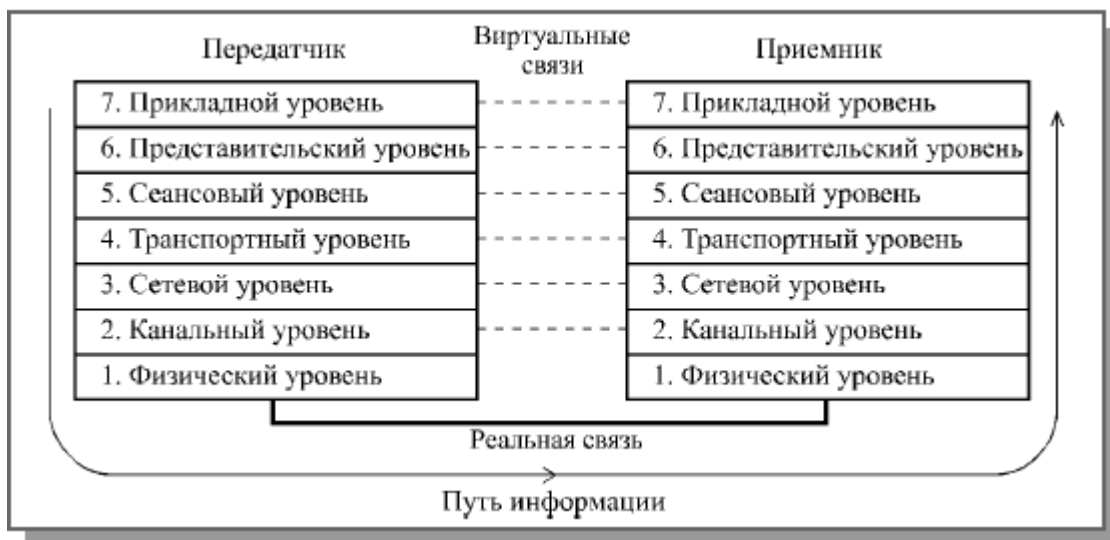 Передатчик
Виртуальные
связи
Приемник
7. Прикладной уровень
7. Прикладной уровень
6. Представительский уровень
6. Представительский уровень
5. Сеансовый уровень
5. Сеансовый уровень
4. Транспортный уровень
4. Транспортный уровень
3. Сетевой уровень
3. Сетевой уровень
2. Канальный уровень
2. Канальный уровень
1. Физический уровень
1. Физический уровень
Реальная связь
Путь информации